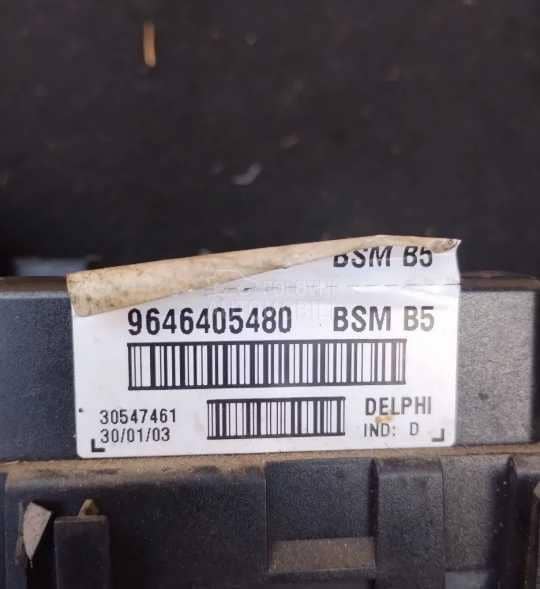 BSM B5
9646405480 BSM B5
30547461 DELPHI
30/01/03 IND: D